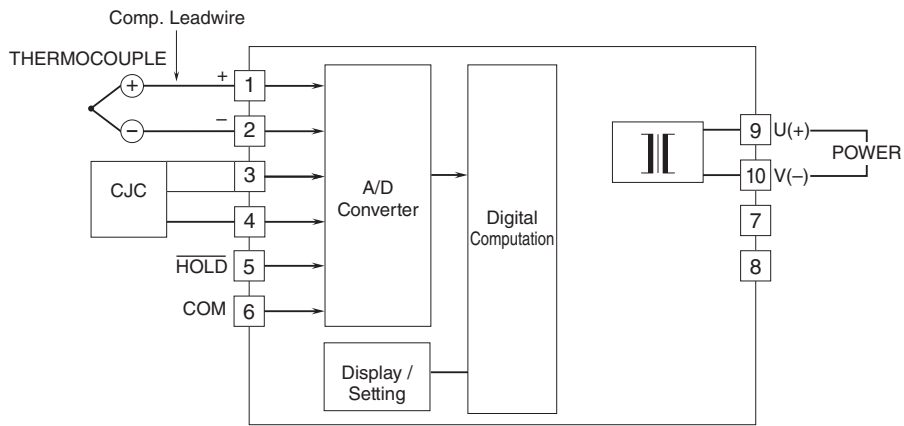 Comp. Leadwire
THERMOCOUPLE
+
+
1
−
−
2
CJC
3
4
HOLD
5
COM
6
A/D
Converter
Digital
Computation
Display /
Setting
9
U(+)
POWER
10
V(−)
7
8